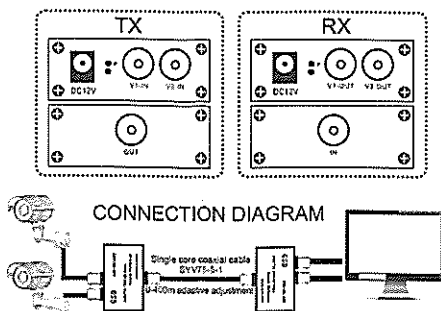 TX
RX
DC12V
V1-IN
V2-IN
DC12V
V1-OUT
V2-OUT
OUT
IN
CONNECTION DIAGRAM
Single core coaxial cable
SYV75-5-1
0-400m adaptive adjustment